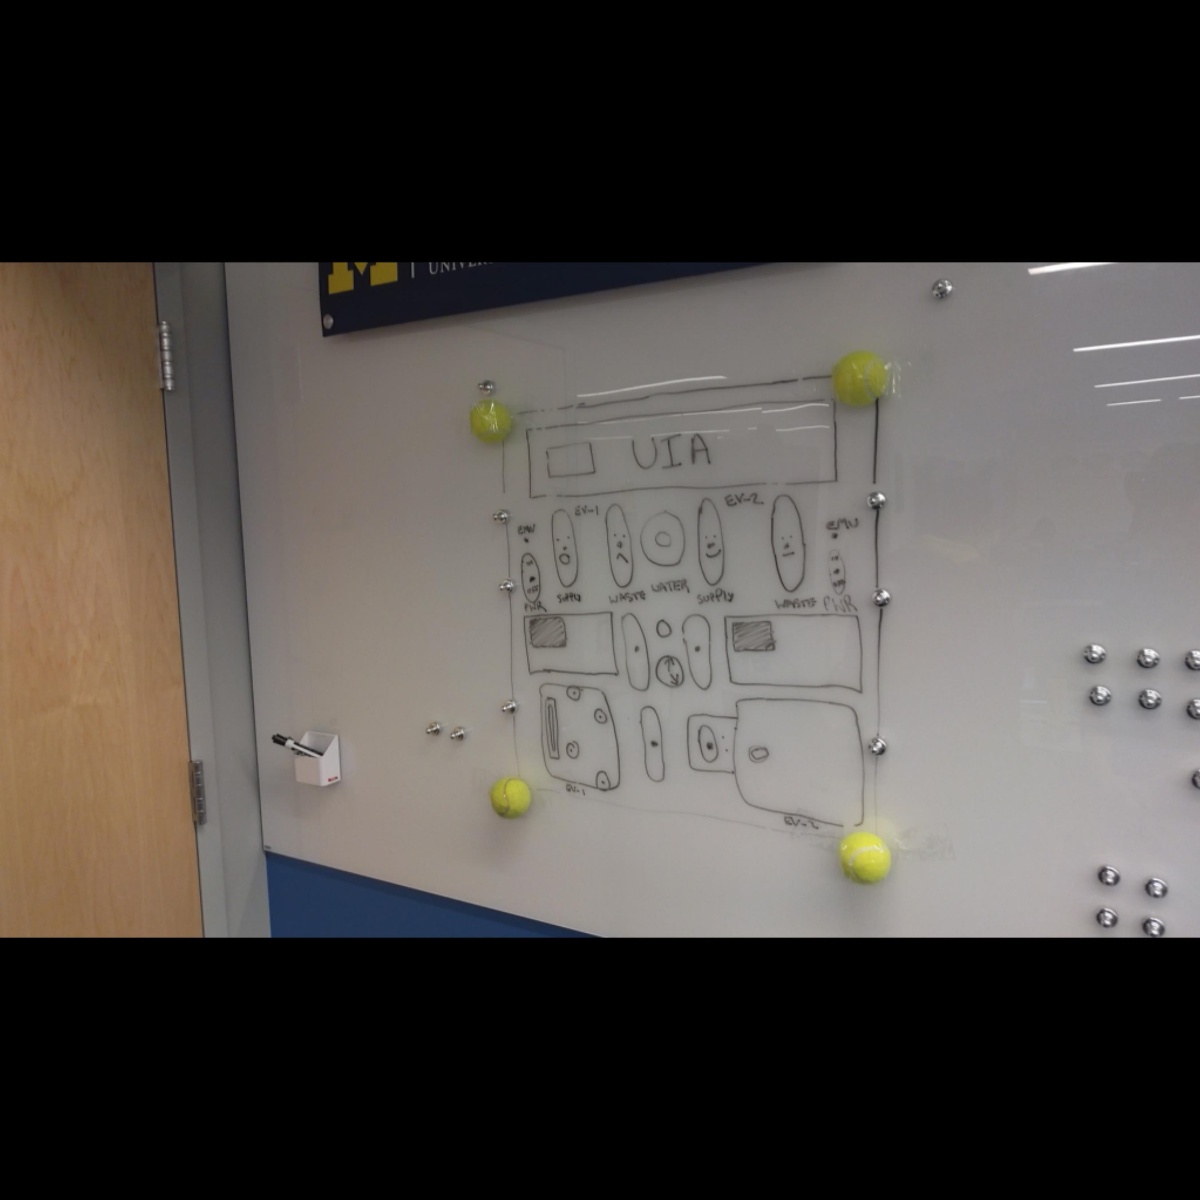 M | UNIVER
UIA
EV-1 EV-2
EMU EMU
PWR SUPPLY WASTE WATER SUPPLY WASTE PWR
EV-1 EV-2